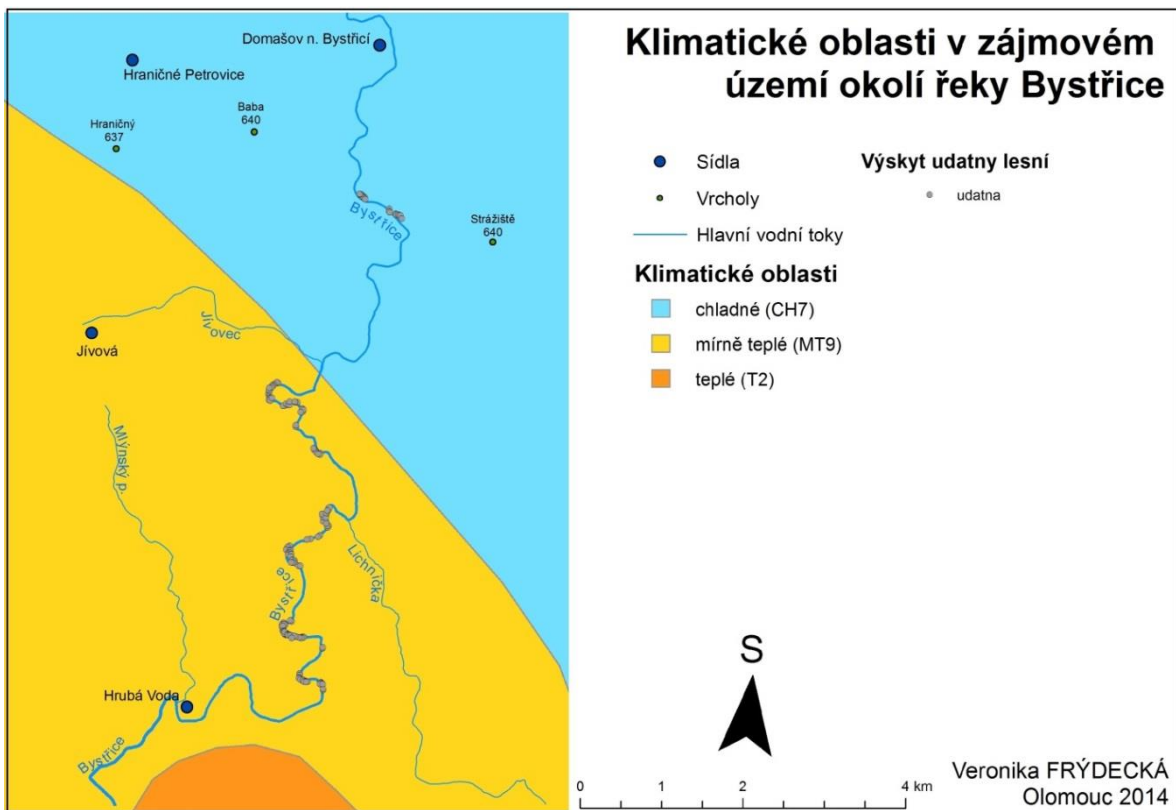 Klimatické oblasti v zájmovém
území okolí řeky Bystřice
Domašov n. Bystřicí
Hraničné Petrovice
Baba
640
Hraničný
637
Bystřice
Strážiště
640
Jívovec
Jívová
Mlýnský p.
Lichnička
Bystřice
Hrubá Voda
Bystřice
Sídla
Vrcholy
Hlavní vodní toky
Výskyt udatny lesní
udatna
Klimatické oblasti
chladné (CH7)
mírně teplé (MT9)
teplé (T2)
S
0 1 2 4 km
Veronika FRÝDECKÁ
Olomouc 2014